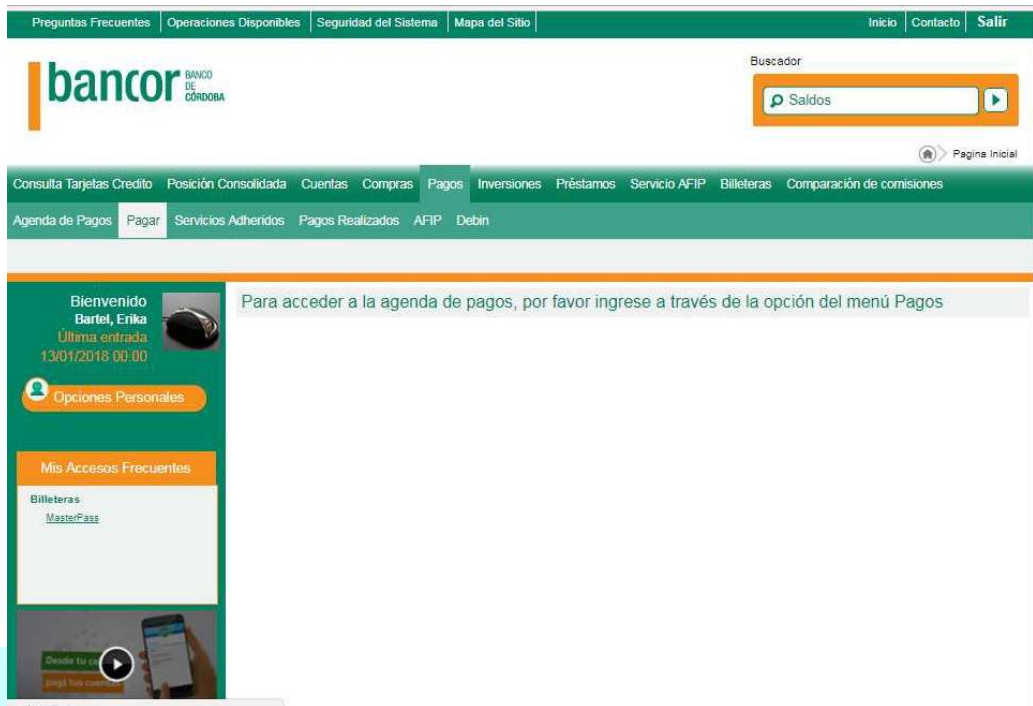 Preguntas Frecuentes Operaciones Disponibles Seguridad del Sistema Mapa del Sitio Inicio Contacto Salir
bancor BANCO DE CÓRDOBA
Buscador
Saldos
Pagina Inicial
Consulta Tarjetas Credito Posición Consolidada Cuentas Compras Pagos Inversiones Préstamos Servicio AFIP Billeteras Comparación de comisiones
Agenda de Pagos Pagar Servicios Adheridos Pagos Realizados AFIP Debin
Bienvenido
Bartel, Erika
Última entrada
13/01/2018 00:00
Para acceder a la agenda de pagos, por favor ingrese a través de la opción del menú Pagos
Opciones Personales
Mis Accesos Frecuentes
Billeteras
MasterPass
Desde tu
pagá tus